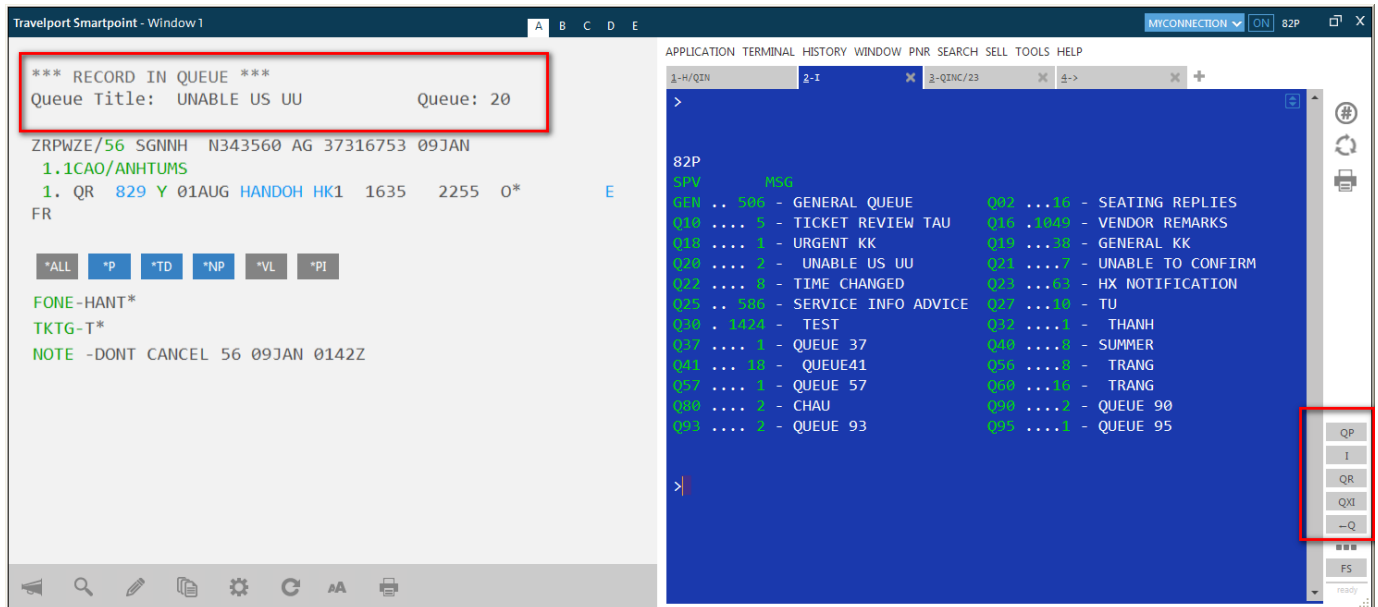 Travelport Smartpoint - Window 1
A B C D E
MYCONNECTION ON 82P X
*** RECORD IN QUEUE ***
Queue Title: UNABLE US UU Queue: 20
ZRPWZE/56 SGNNH N343560 AG 37316753 09JAN
1.1CAO/ANHTUMS
1. QR 829 Y 01AUG HANDOH HK1 1635 2255 O* E
FR
*ALL *P *TD *NP *VL *PI
FONE-HANT*
TKTG-T*
NOTE -DONT CANCEL 56 09JAN 0142Z
AA
APPLICATION TERMINAL HISTORY WINDOW PNR SEARCH SELL TOOLS HELP
1-H/QIN 2-I 3-QINC/23 4->
>
82P
SPV MSG
GEN .. 506 - GENERAL QUEUE Q02 ...16 - SEATING REPLIES
Q10 .... 5 - TICKET REVIEW TAU Q16 .1049 - VENDOR REMARKS
Q18 .... 1 - URGENT KK Q19 ...38 - GENERAL KK
Q20 .... 2 - UNABLE US UU Q21 ....7 - UNABLE TO CONFIRM
Q22 .... 8 - TIME CHANGED Q23 ...63 - HX NOTIFICATION
Q25 .. 586 - SERVICE INFO ADVICE Q27 ...10 - TU
Q30 . 1424 - TEST Q32 ....1 - THANH
Q37 .... 1 - QUEUE 37 Q40 ....8 - SUMMER
Q41 ... 18 - QUEUE41 Q56 ....8 - TRANG
Q57 .... 1 - QUEUE 57 Q60 ...16 - TRANG
Q80 .... 2 - CHAU Q90 ....2 - QUEUE 90
Q93 .... 2 - QUEUE 93 Q95 ....1 - QUEUE 95
>
#
QP
I
QR
QXI
←Q
FS
ready